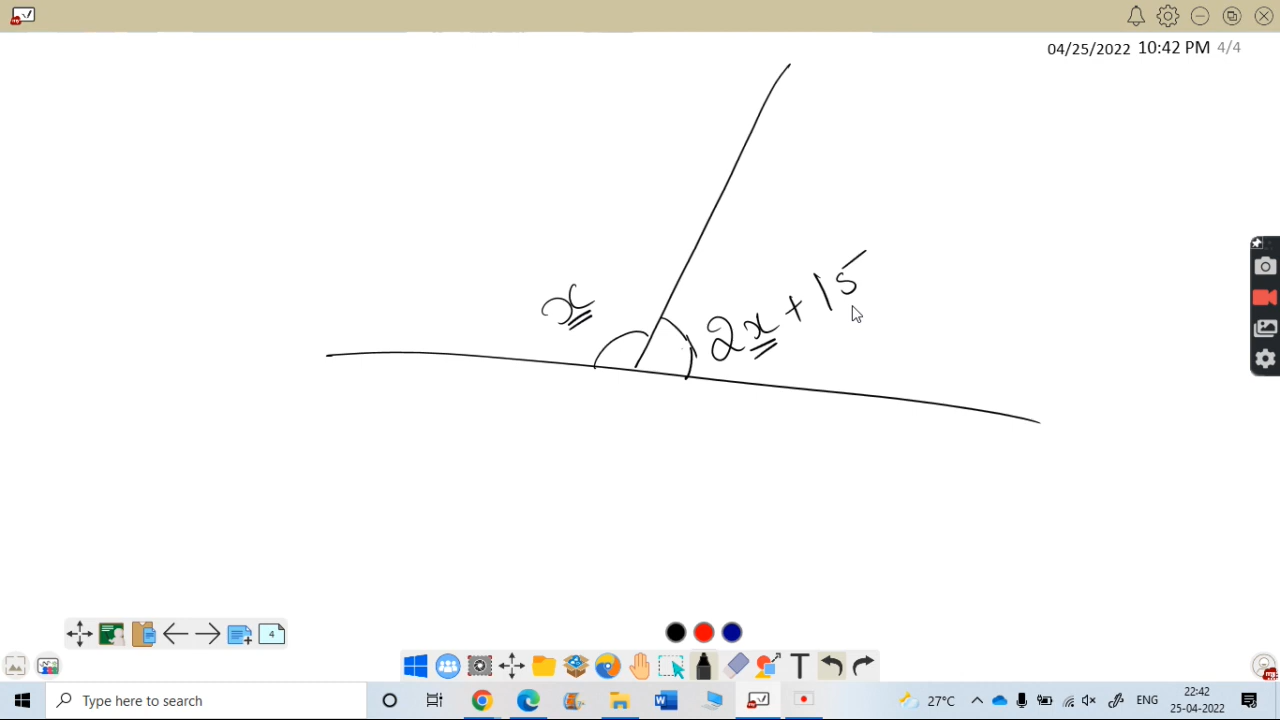 04/25/2022 10:42 PM 4/4
x
2x + 15
4
Type here to search
27°C
ENG
22:42
25-04-2022